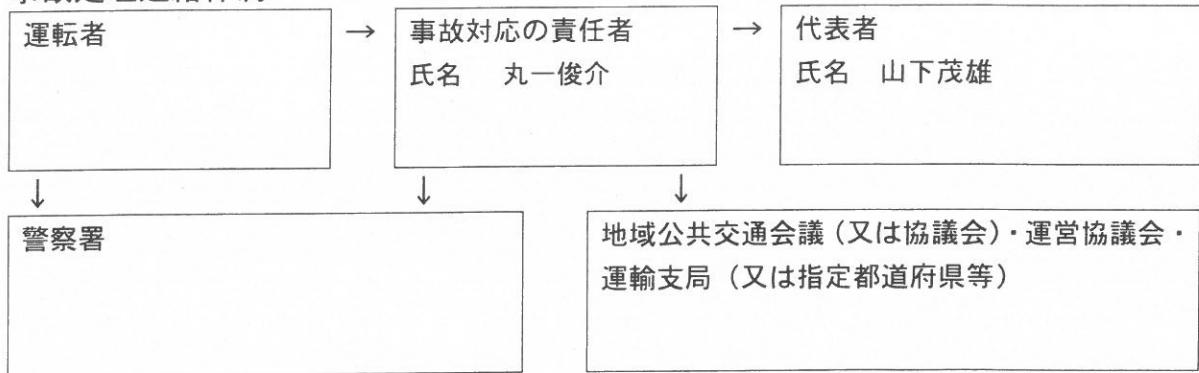 運転者
→
事故対応の責任者
氏名 丸一俊介
→
代表者
氏名 山下茂雄
↓
↓
↓
警察署
地域公共交通会議（又は協議会）・運営協議会・
運輸支局（又は指定都道府県等）